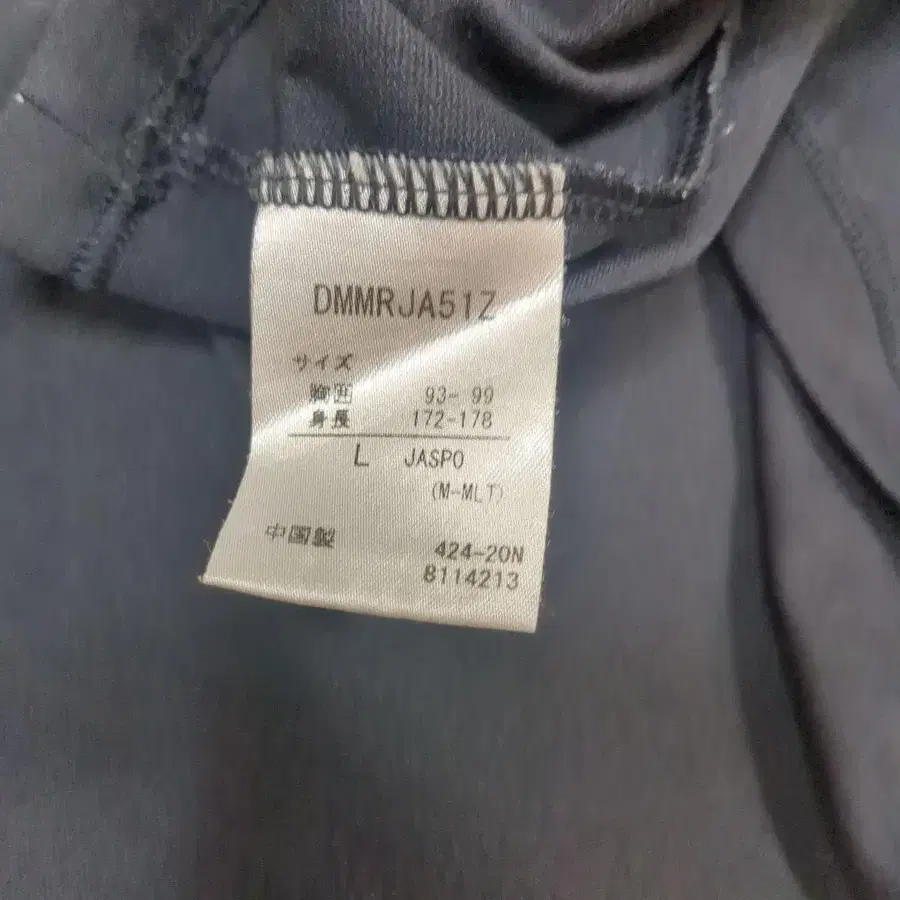 DMMRJA51Z
サイズ
胸囲 93- 99
身長 172-178
L JASPO
(M-MLT)
中国製 424-20N
8114213